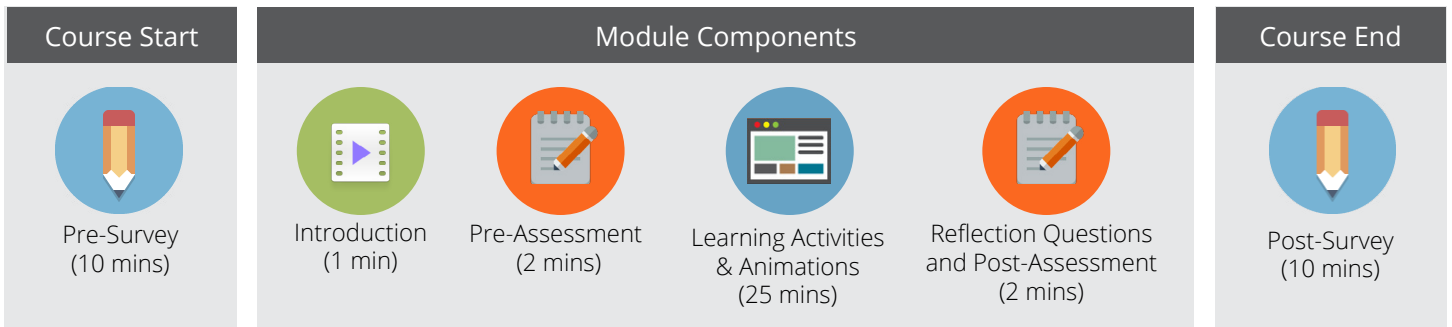 Course Start
Pre-Survey
(10 mins)
Module Components
Introduction
(1 min)
Pre-Assessment
(2 mins)
Learning Activities
& Animations
(25 mins)
Reflection Questions
and Post-Assessment
(2 mins)
Course End
Post-Survey
(10 mins)